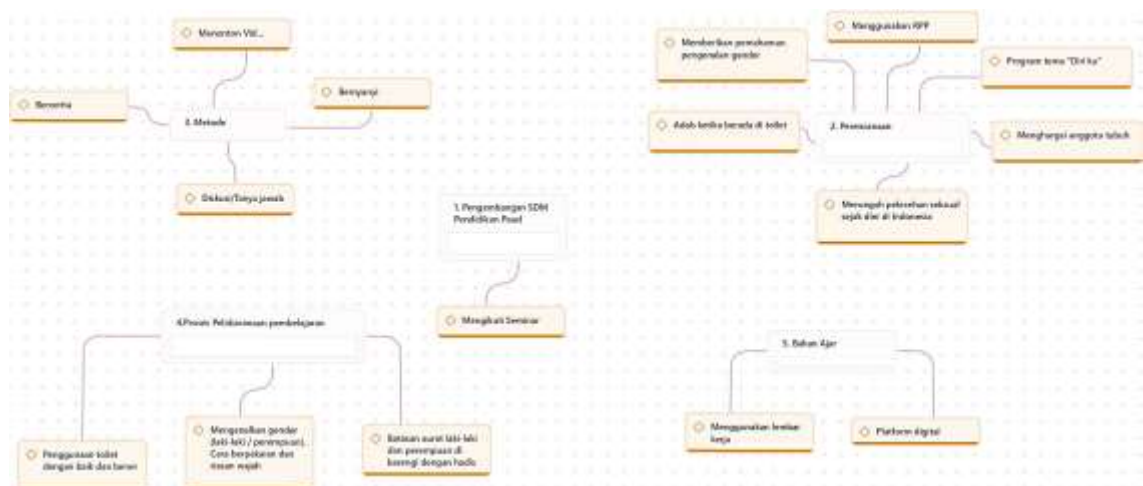 Menonton Vid...
Bercerita
Bernyanyi
3. Metode
Diskusi/Tanya jawab
Menggunakan RPP
Memberikan pemahaman
pengenalan gender
Program tema "Diri ku"
Adab ketika berada di toilet
2. Perencanaan
Menghargai anggota tubuh
Mencegah pelecehan seksual
sejak dini di Indonesia
1. Pengembangan SDM
Pendidikan Paud
Mengikuti Seminar
4.Proses Pelaksanaan pembelajaran
Penggunaan toilet
dengan baik dan benar
Mengenalkan gender
(laki-laki / perempuan).
Cara berpakaian dan
riasan wajah
Batasan aurat laki-laki
dan perempuan di
barengi dengan hadis
5. Bahan Ajar
Menggunakan lembar
kerja
Platform digital